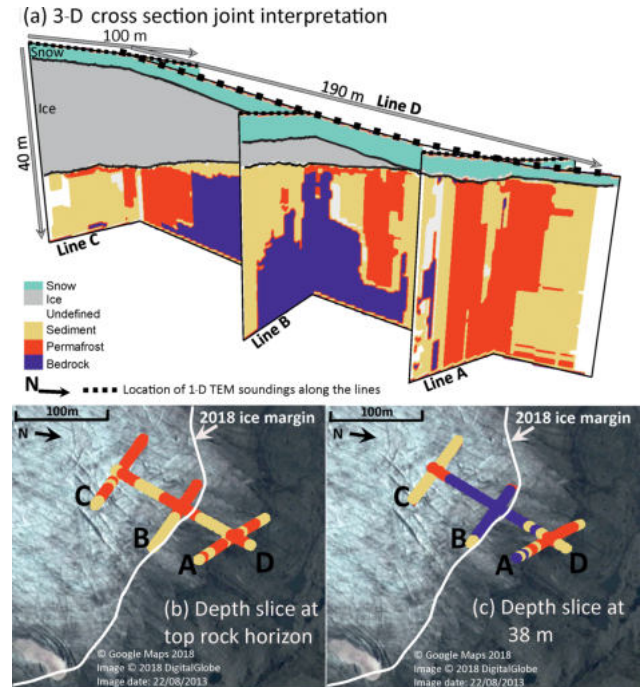 (a) 3-D cross section joint interpretation
100 m
Snow
190 m Line D
Ice
40 m
Line C
Line B
Line A
Snow
Ice
Undefined
Sediment
Permafrost
Bedrock
N Location of 1-D TEM soundings along the lines
100m
N
2018 ice margin
C
B
A
D
(b) Depth slice at
top rock horizon
© Google Maps 2018
Image © 2018 DigitalGlobe
Image date: 22/08/2013
100m
N
2018 ice margin
C
B
A
D
(c) Depth slice at
38 m
© Google Maps 2018
Image © 2018 DigitalGlobe
Image date: 22/08/2013